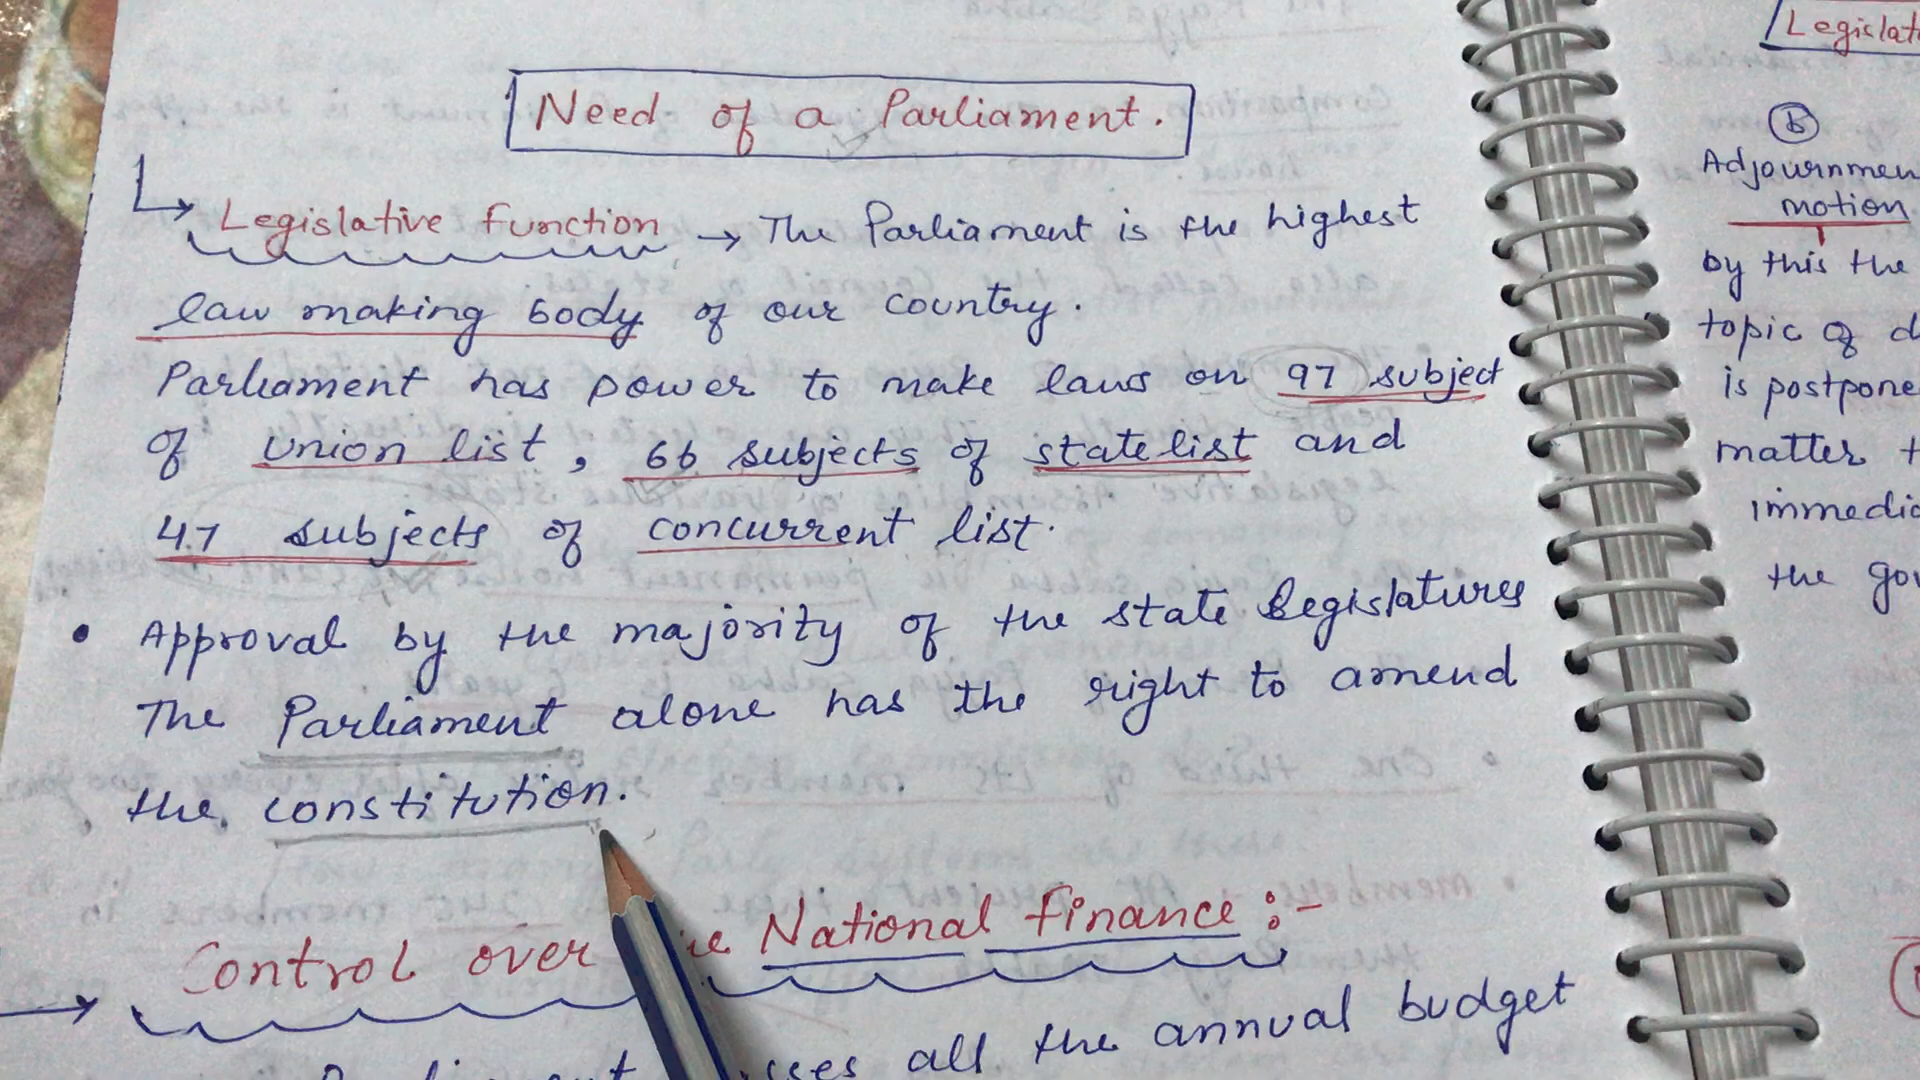 Need of a Parliament.
Legislative function → The Parliament is the highest
law making body of our country.
Parliament has power to make laws on 97 subject
of union list, 66 subjects of state list and
47 subjects of concurrent list.
• Approval by the majority of the state legislatures
The Parliament alone has the right to amend
the constitution.
Control over National Finance :-
all the annual budget
Legislat
B
Adjournmen
motion
by this the
topic of d
is postpone
matter t
immedia
the gov